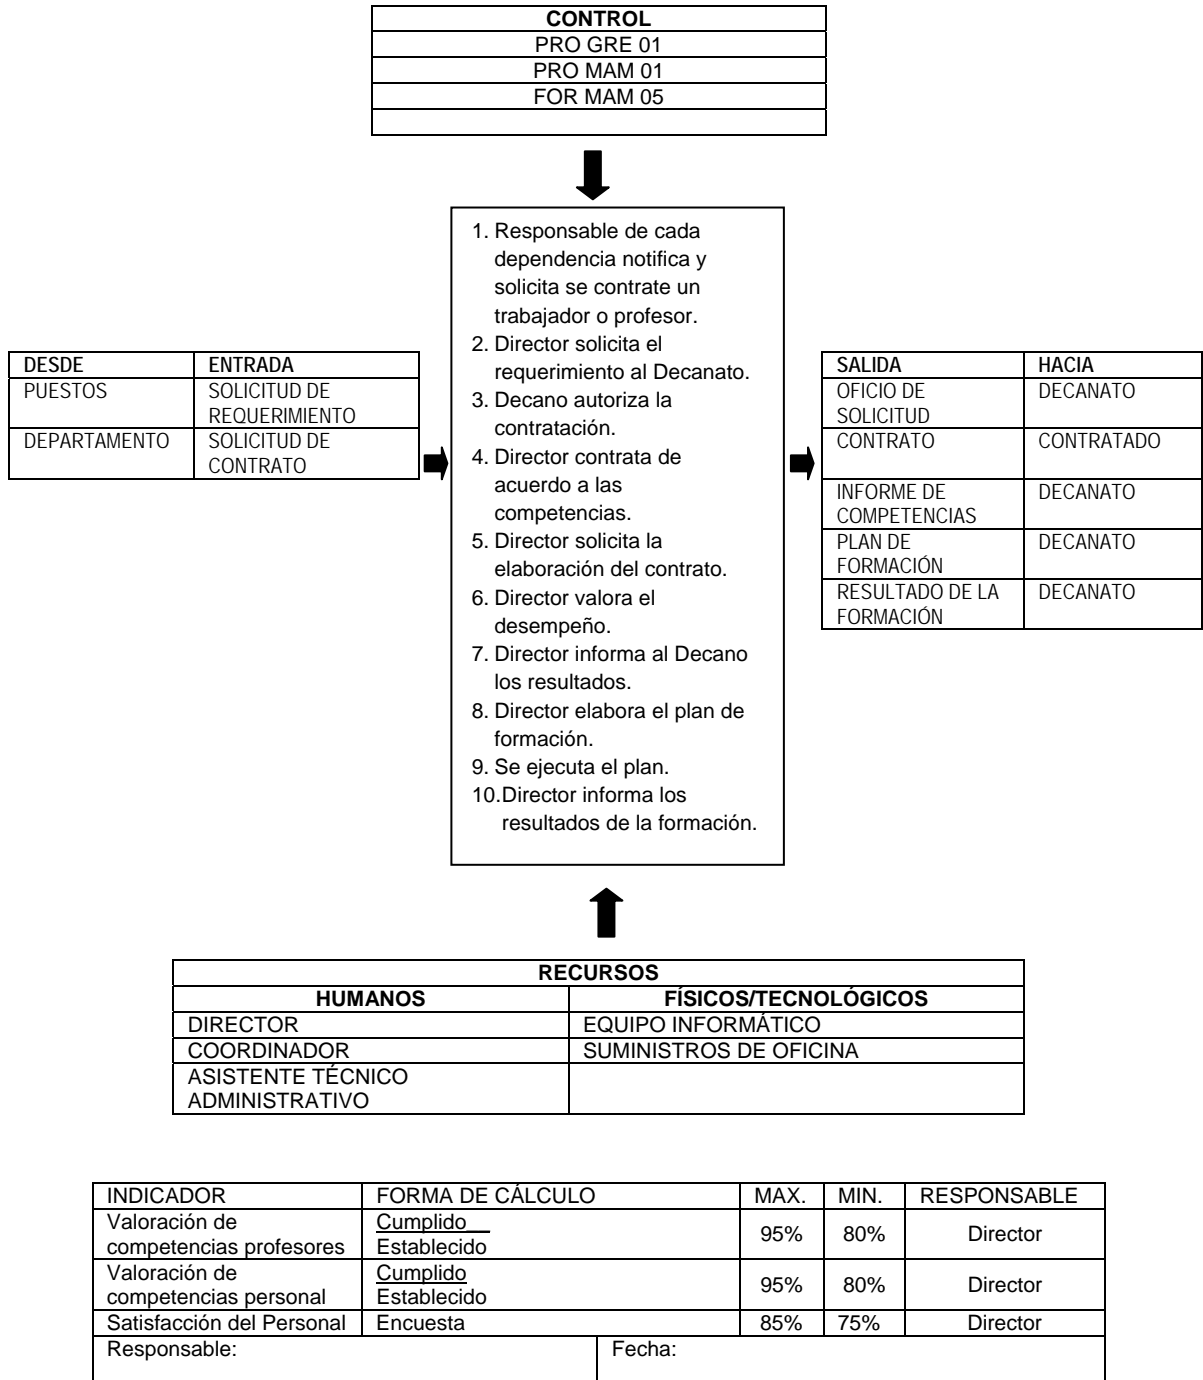 CONTROL
PRO GRE 01
PRO MAM 01
FOR MAM 05
1. Responsable de cada
dependencia notifica y
solicita se contrate un
trabajador o profesor.
2. Director solicita el
requerimiento al Decanato.
3. Decano autoriza la
contratación.
4. Director contrata de
acuerdo a las
competencias.
5. Director solicita la
elaboración del contrato.
6. Director valora el
desempeño.
7. Director informa al Decano
los resultados.
8. Director elabora el plan de
formación.
9. Se ejecuta el plan.
10.Director informa los
resultados de la formación.
DESDE ENTRADA
PUESTOS SOLICITUD DE
REQUERIMIENTO
DEPARTAMENTO SOLICITUD DE
CONTRATO
SALIDA HACIA
OFICIO DE DECANATO
SOLICITUD
CONTRATO CONTRATADO
INFORME DE DECANATO
COMPETENCIAS
PLAN DE DECANATO
FORMACIÓN
RESULTADO DE LA DECANATO
FORMACIÓN
RECURSOS
HUMANOS FÍSICOS/TECNOLÓGICOS
DIRECTOR EQUIPO INFORMÁTICO
COORDINADOR SUMINISTROS DE OFICINA
ASISTENTE TÉCNICO
ADMINISTRATIVO
INDICADOR FORMA DE CÁLCULO MAX. MIN. RESPONSABLE
Valoración de Cumplido__
competencias profesores Establecido 95% 80% Director
Valoración de Cumplido
competencias personal Establecido 95% 80% Director
Satisfacción del Personal Encuesta 85% 75% Director
Responsable: Fecha: